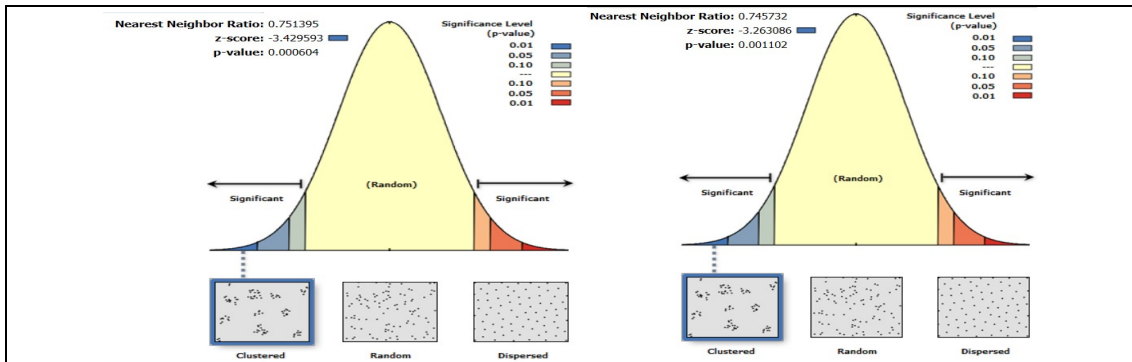 Nearest Neighbor Ratio: 0.751395
z-score: -3.429593
p-value: 0.000604
Significance Level
(p-value)
0.01
0.05
0.10
---
0.10
0.05
0.01
Significant
(Random)
Significant
Clustered
Random
Dispersed
Nearest Neighbor Ratio: 0.745732
z-score: -3.263086
p-value: 0.001102
Significance Level
(p-value)
0.01
0.05
0.10
---
0.10
0.05
0.01
Significant
(Random)
Significant
Clustered
Random
Dispersed